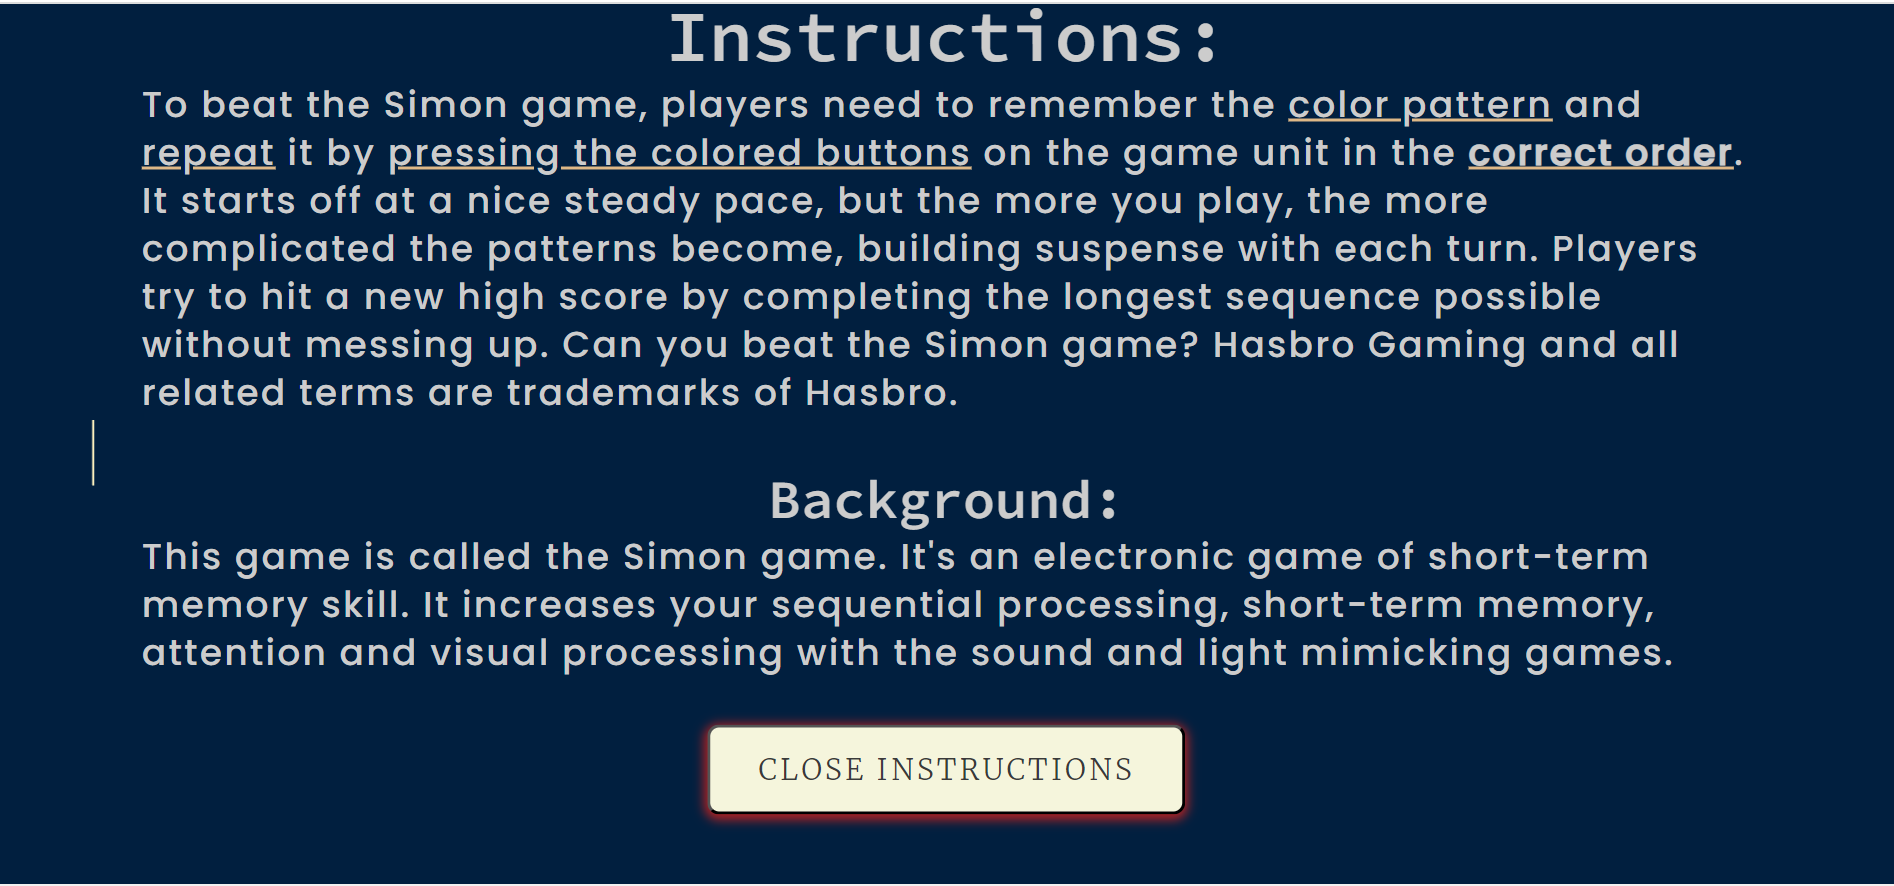 Instructions:
To beat the Simon game, players need to remember the color pattern and
repeat it by pressing the colored buttons on the game unit in the correct order.
It starts off at a nice steady pace, but the more you play, the more
complicated the patterns become, building suspense with each turn. Players
try to hit a new high score by completing the longest sequence possible
without messing up. Can you beat the Simon game? Hasbro Gaming and all
related terms are trademarks of Hasbro.
Background:
This game is called the Simon game. It's an electronic game of short-term
memory skill. It increases your sequential processing, short-term memory,
attention and visual processing with the sound and light mimicking games.
CLOSE INSTRUCTIONS